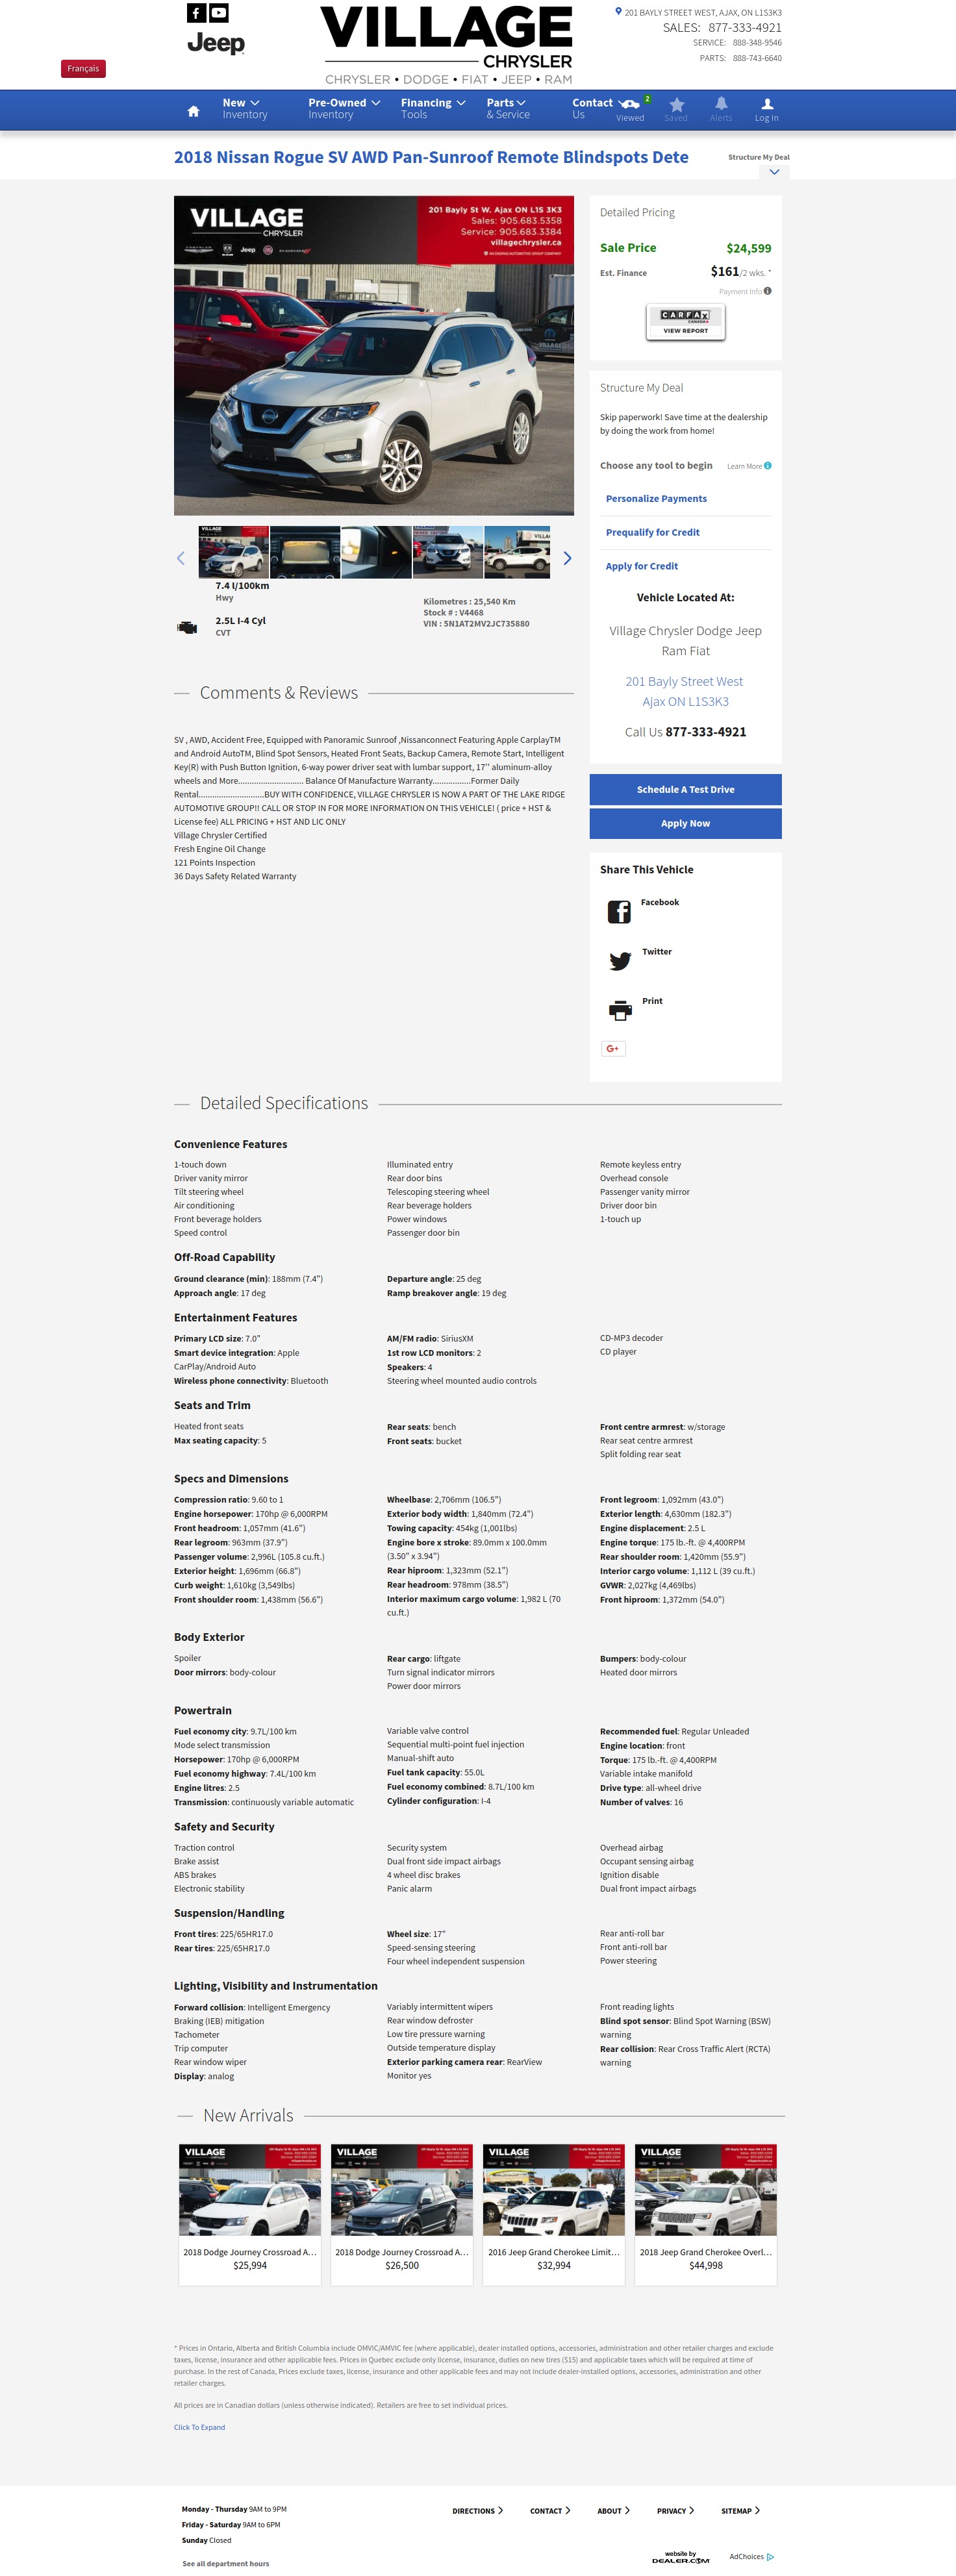 Français
Jeep
VILLAGE
CHRYSLER
CHRYSLER • DODGE • FIAT • JEEP • RAM
201 BAYLY STREET WEST, AJAX, ON L1S3K3
SALES: 877-333-4921
SERVICE: 888-348-9546
PARTS: 888-743-6640
New
Inventory
Pre-Owned
Inventory
Financing
Tools
Parts
& Service
Contact
Us
2
Viewed
Saved
Alerts
Log In
2018 Nissan Rogue SV AWD Pan-Sunroof Remote Blindspots Dete
Structure My Deal
VILLAGE
CHRYSLER
201 Bayly St W. Ajax ON L1S 3K3
Sales: 905.683.5358
Service: 905.683.3384
villagechrysler.ca
7.4 l/100km
Hwy
2.5L I-4 Cyl
CVT
Kilometres : 25,540 Km
Stock # : V4468
VIN : 5N1AT2MV2JC735880
Detailed Pricing
Sale Price $24,599
Est. Finance $161/2 wks. *
Payment Info
CARFAX
CANADA
VIEW REPORT
Structure My Deal
Skip paperwork! Save time at the dealership
by doing the work from home!
Choose any tool to begin Learn More
Personalize Payments
Prequalify for Credit
Apply for Credit
Vehicle Located At:
Village Chrysler Dodge Jeep
Ram Fiat
201 Bayly Street West
Ajax ON L1S3K3
Call Us 877-333-4921
Schedule A Test Drive
Apply Now
Share This Vehicle
Facebook
Twitter
Print
G+
Comments & Reviews
SV , AWD, Accident Free, Equipped with Panoramic Sunroof ,Nissanconnect Featuring Apple CarplayTM
and Android AutoTM, Blind Spot Sensors, Heated Front Seats, Backup Camera, Remote Start, Intelligent
Key(R) with Push Button Ignition, 6-way power driver seat with lumbar support, 17'' aluminum-alloy
wheels and More............................. Balance Of Manufacture Warranty.................Former Daily
Rental.............................BUY WITH CONFIDENCE, VILLAGE CHRYSLER IS NOW A PART OF THE LAKE RIDGE
AUTOMOTIVE GROUP!! CALL OR STOP IN FOR MORE INFORMATION ON THIS VEHICLE! ( price + HST &
License fee) ALL PRICING + HST AND LIC ONLY
Village Chrysler Certified
Fresh Engine Oil Change
121 Points Inspection
36 Days Safety Related Warranty
Detailed Specifications
Convenience Features
1-touch down
Driver vanity mirror
Tilt steering wheel
Air conditioning
Front beverage holders
Speed control
Illuminated entry
Rear door bins
Telescoping steering wheel
Rear beverage holders
Power windows
Passenger door bin
Remote keyless entry
Overhead console
Passenger vanity mirror
Driver door bin
1-touch up
Off-Road Capability
Ground clearance (min): 188mm (7.4")
Approach angle: 17 deg
Departure angle: 25 deg
Ramp breakover angle: 19 deg
Entertainment Features
Primary LCD size: 7.0"
Smart device integration: Apple
CarPlay/Android Auto
Wireless phone connectivity: Bluetooth
AM/FM radio: SiriusXM
1st row LCD monitors: 2
Speakers: 4
Steering wheel mounted audio controls
CD-MP3 decoder
CD player
Seats and Trim
Heated front seats
Max seating capacity: 5
Rear seats: bench
Front seats: bucket
Front centre armrest: w/storage
Rear seat centre armrest
Split folding rear seat
Specs and Dimensions
Compression ratio: 9.60 to 1
Engine horsepower: 170hp @ 6,000RPM
Front headroom: 1,057mm (41.6")
Rear legroom: 963mm (37.9")
Passenger volume: 2,996L (105.8 cu.ft.)
Exterior height: 1,696mm (66.8")
Curb weight: 1,610kg (3,549lbs)
Front shoulder room: 1,438mm (56.6")
Wheelbase: 2,706mm (106.5")
Exterior body width: 1,840mm (72.4")
Towing capacity: 454kg (1,001lbs)
Engine bore x stroke: 89.0mm x 100.0mm
(3.50" x 3.94")
Rear hiproom: 1,323mm (52.1")
Rear headroom: 978mm (38.5")
Interior maximum cargo volume: 1,982 L (70
cu.ft.)
Front legroom: 1,092mm (43.0")
Exterior length: 4,630mm (182.3")
Engine displacement: 2.5 L
Engine torque: 175 lb.-ft. @ 4,400RPM
Rear shoulder room: 1,420mm (55.9")
Interior cargo volume: 1,112 L (39 cu.ft.)
GVWR: 2,027kg (4,469lbs)
Front hiproom: 1,372mm (54.0")
Body Exterior
Spoiler
Door mirrors: body-colour
Rear cargo: liftgate
Turn signal indicator mirrors
Power door mirrors
Bumpers: body-colour
Heated door mirrors
Powertrain
Fuel economy city: 9.7L/100 km
Mode select transmission
Horsepower: 170hp @ 6,000RPM
Fuel economy highway: 7.4L/100 km
Engine litres: 2.5
Transmission: continuously variable automatic
Variable valve control
Sequential multi-point fuel injection
Manual-shift auto
Fuel tank capacity: 55.0L
Fuel economy combined: 8.7L/100 km
Cylinder configuration: I-4
Recommended fuel: Regular Unleaded
Engine location: front
Torque: 175 lb.-ft. @ 4,400RPM
Variable intake manifold
Drive type: all-wheel drive
Number of valves: 16
Safety and Security
Traction control
Brake assist
ABS brakes
Electronic stability
Security system
Dual front side impact airbags
4 wheel disc brakes
Panic alarm
Overhead airbag
Occupant sensing airbag
Ignition disable
Dual front impact airbags
Suspension/Handling
Front tires: 225/65HR17.0
Rear tires: 225/65HR17.0
Wheel size: 17"
Speed-sensing steering
Four wheel independent suspension
Rear anti-roll bar
Front anti-roll bar
Power steering
Lighting, Visibility and Instrumentation
Forward collision: Intelligent Emergency
Braking (IEB) mitigation
Tachometer
Trip computer
Rear window wiper
Display: analog
Variably intermittent wipers
Rear window defroster
Low tire pressure warning
Outside temperature display
Exterior parking camera rear: RearView
Monitor yes
Front reading lights
Blind spot sensor: Blind Spot Warning (BSW)
warning
Rear collision: Rear Cross Traffic Alert (RCTA)
warning
New Arrivals
VILLAGE
VILLAGE
VILLAGE
VILLAGE
2018 Dodge Journey Crossroad A...
$25,994
2018 Dodge Journey Crossroad A...
$26,500
2016 Jeep Grand Cherokee Limit...
$32,994
2018 Jeep Grand Cherokee Overl...
$44,998
* Prices in Ontario, Alberta and British Columbia include OMVIC/AMVIC fee (where applicable), dealer installed options, accessories, administration and other retailer charges and exclude
taxes, license, insurance and other applicable fees. Prices in Quebec exclude only license, insurance, duties on new tires ($15) and applicable taxes which will be required at time of
purchase. In the rest of Canada, Prices exclude taxes, license, insurance and other applicable fees and may not include dealer-installed options, accessories, administration and other
retailer charges.
All prices are in Canadian dollars (unless otherwise indicated). Retailers are free to set individual prices.
Click To Expand
Monday - Thursday 9AM to 9PM
Friday - Saturday 9AM to 6PM
Sunday Closed
See all department hours
DIRECTIONS
CONTACT
ABOUT
PRIVACY
SITEMAP
website by
DEALER.COM
AdChoices